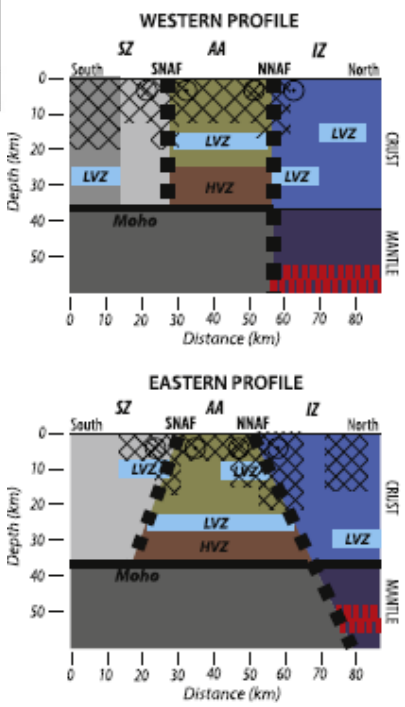 WESTERN PROFILE
SZ AA IZ
South SNAF NNAF North
0
10
20
30
40
50
Depth (km)
LVZ
LVZ
LVZ
LVZ
HVZ
Moho
CRUST
MANTLE
0 10 20 30 40 50 60 70 80
Distance (km)
EASTERN PROFILE
SZ AA IZ
South SNAF NNAF North
0
10
20
30
40
50
Depth (km)
LVZ LVZ
LVZ
LVZ
HVZ
Moho
CRUST
MANTLE
0 10 20 30 40 50 60 70 80
Distance (km)